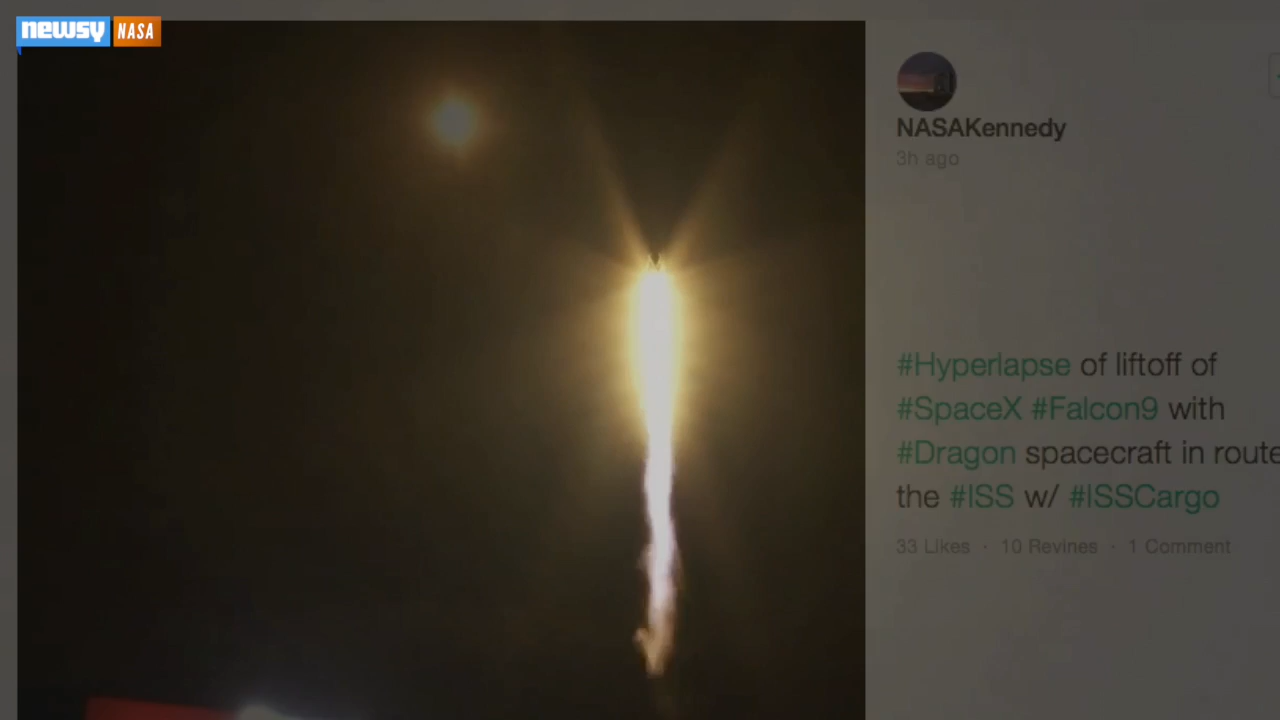 newsy NASA
NASAKennedy
3h ago
#Hyperlapse of liftoff of
#SpaceX #Falcon9 with
#Dragon spacecraft in route
the #ISS w/ #ISSCargo
33 Likes · 10 Revines · 1 Comment